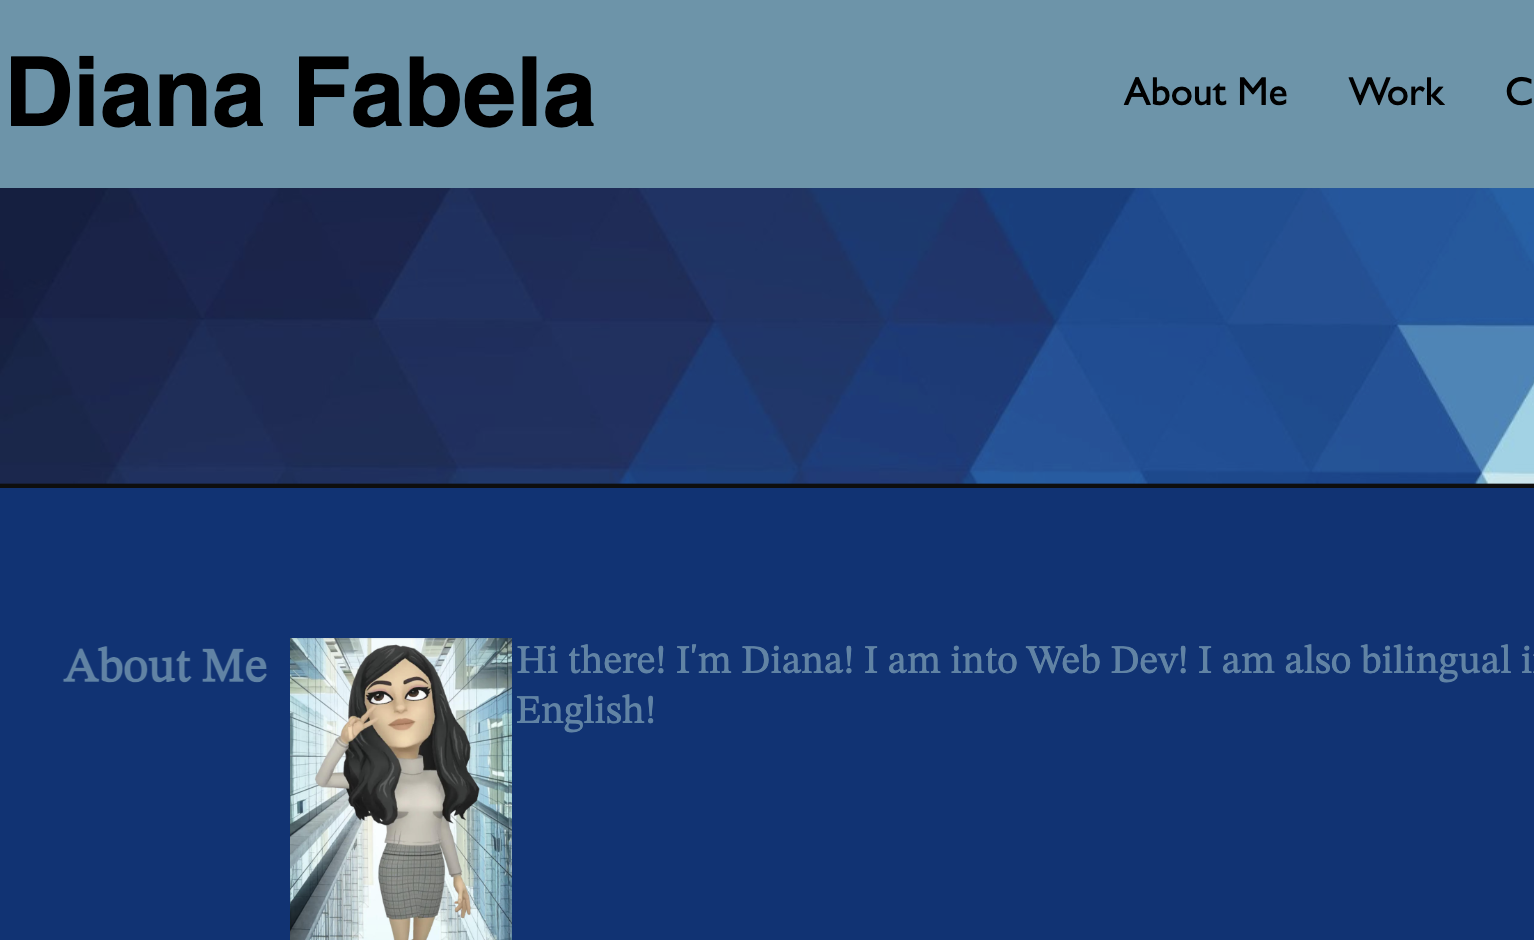 Diana Fabela
About Me Work C
About Me
Hi there! I'm Diana! I am into Web Dev! I am also bilingual
English!